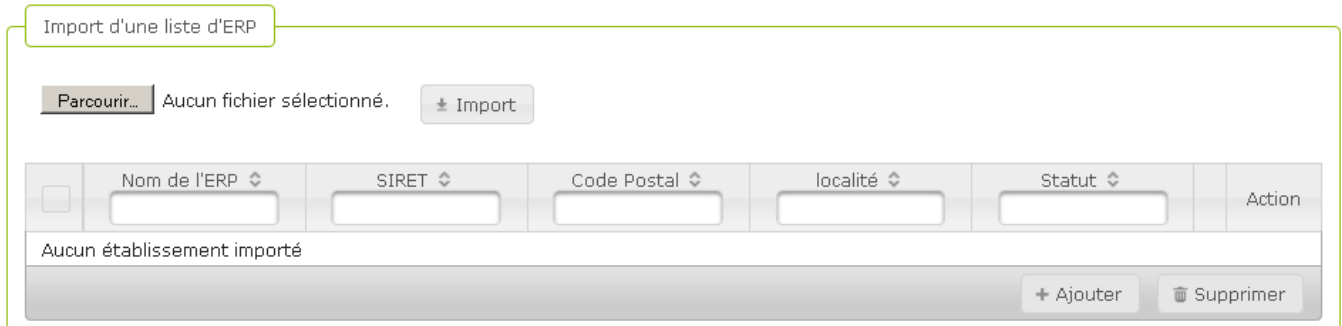 Import d'une liste d'ERP
Parcourir... Aucun fichier sélectionné. Import
Nom de l'ERP SIRET Code Postal localité Statut Action
Aucun établissement importé
+ Ajouter Supprimer